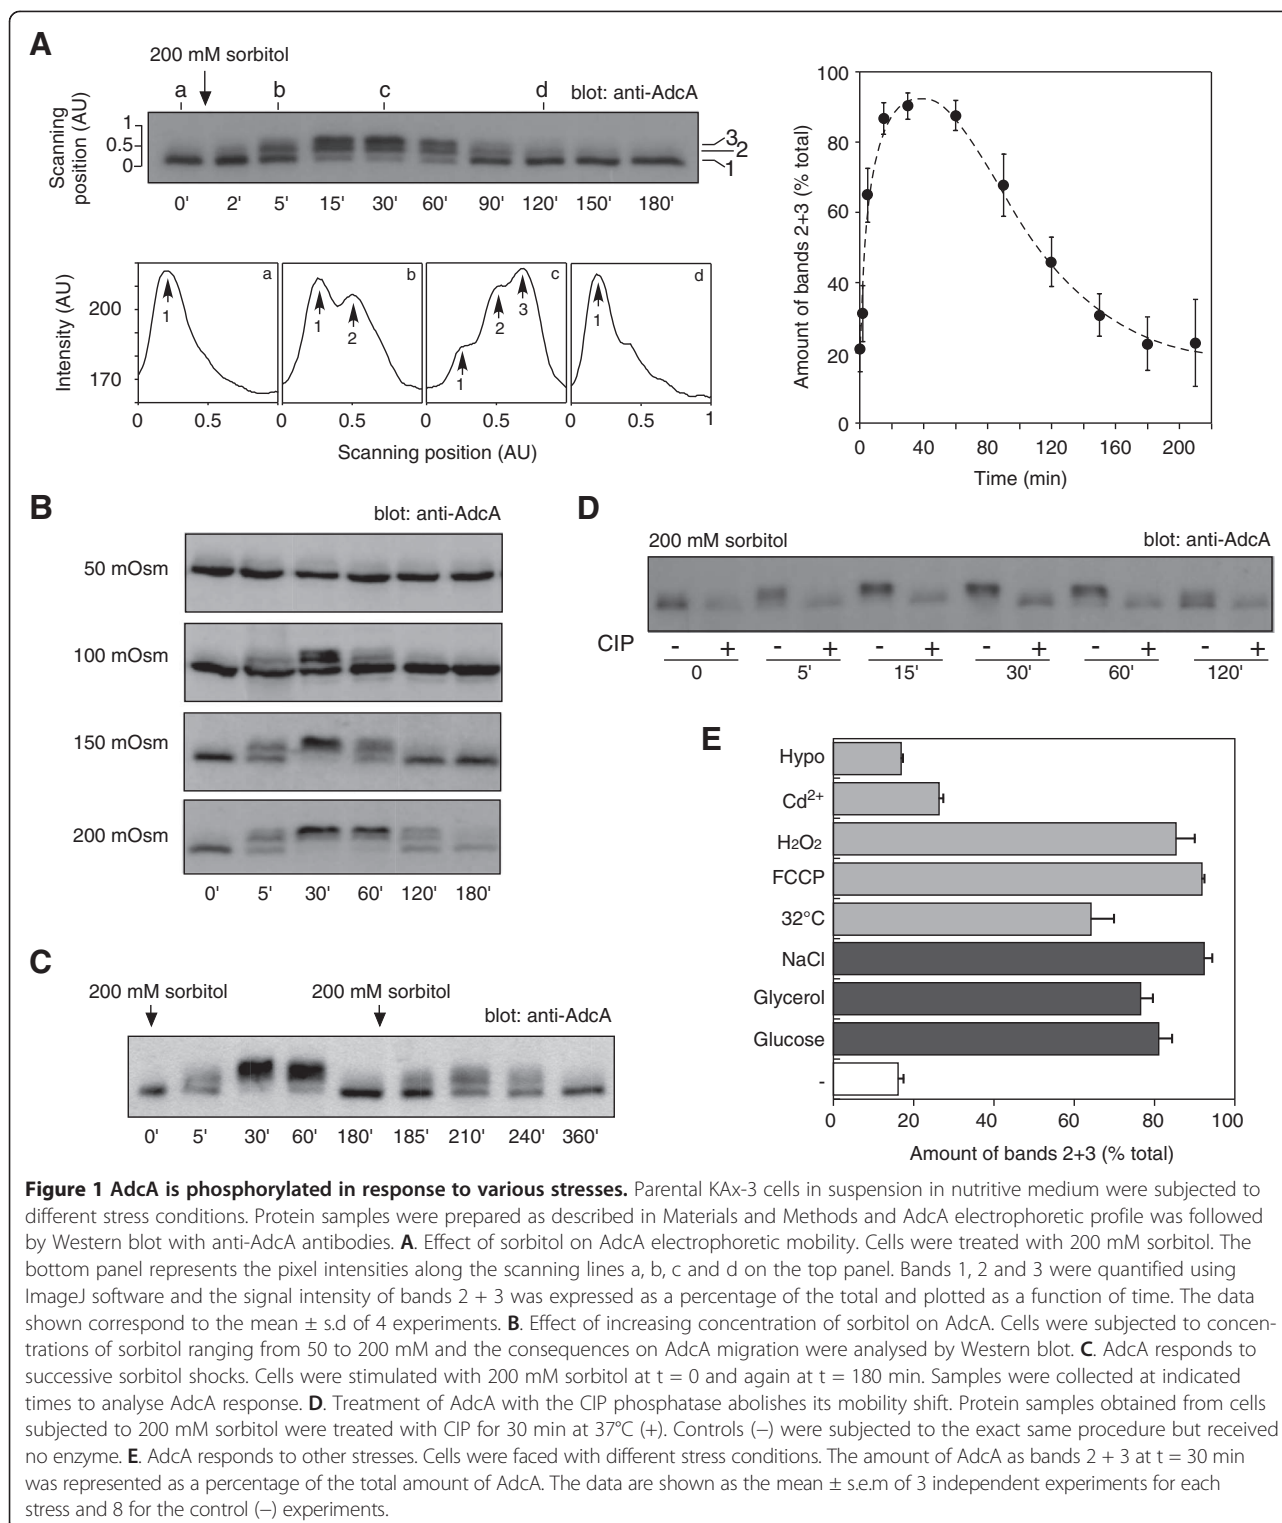 A
200 mM sorbitol
a b c d blot: anti-AdcA
Scanning
position (AU)
1
0.5
0
3
2
1
0' 2' 5' 15' 30' 60' 90' 120' 150' 180'
Intensity (AU)
200
170
a
1
b
1
2
c
1
2
3
d
1
0 0.5 0 0.5 0 0.5 0 0.5 1
Scanning position (AU)
Amount of bands 2+3 (% total)
100
80
60
40
20
0
0 40 80 120 160 200
Time (min)
B
blot: anti-AdcA
50 mOsm
100 mOsm
150 mOsm
200 mOsm
0' 5' 30' 60' 120' 180'
C
200 mM sorbitol 200 mM sorbitol
blot: anti-AdcA
0' 5' 30' 60' 180' 185' 210' 240' 360'
D
200 mM sorbitol blot: anti-AdcA
CIP - + - + - + - + - + - +
0 5' 15' 30' 60' 120'
E
Hypo
Cd2+
H2O2
FCCP
32°C
NaCl
Glycerol
Glucose
-
0 20 40 60 80 100
Amount of bands 2+3 (% total)
Figure 1 AdcA is phosphorylated in response to various stresses. Parental KAx-3 cells in suspension in nutritive medium were subjected to
different stress conditions. Protein samples were prepared as described in Materials and Methods and AdcA electrophoretic profile was followed
by Western blot with anti-AdcA antibodies. A. Effect of sorbitol on AdcA electrophoretic mobility. Cells were treated with 200 mM sorbitol. The
bottom panel represents the pixel intensities along the scanning lines a, b, c and d on the top panel. Bands 1, 2 and 3 were quantified using
ImageJ software and the signal intensity of bands 2 + 3 was expressed as a percentage of the total and plotted as a function of time. The data
shown correspond to the mean ± s.d of 4 experiments. B. Effect of increasing concentration of sorbitol on AdcA. Cells were subjected to concen-
trations of sorbitol ranging from 50 to 200 mM and the consequences on AdcA migration were analysed by Western blot. C. AdcA responds to
successive sorbitol shocks. Cells were stimulated with 200 mM sorbitol at t = 0 and again at t = 180 min. Samples were collected at indicated
times to analyse AdcA response. D. Treatment of AdcA with the CIP phosphatase abolishes its mobility shift. Protein samples obtained from cells
subjected to 200 mM sorbitol were treated with CIP for 30 min at 37°C (+). Controls (−) were subjected to the exact same procedure but received
no enzyme. E. AdcA responds to other stresses. Cells were faced with different stress conditions. The amount of AdcA as bands 2 + 3 at t = 30 min
was represented as a percentage of the total amount of AdcA. The data are shown as the mean ± s.e.m of 3 independent experiments for each
stress and 8 for the control (−) experiments.